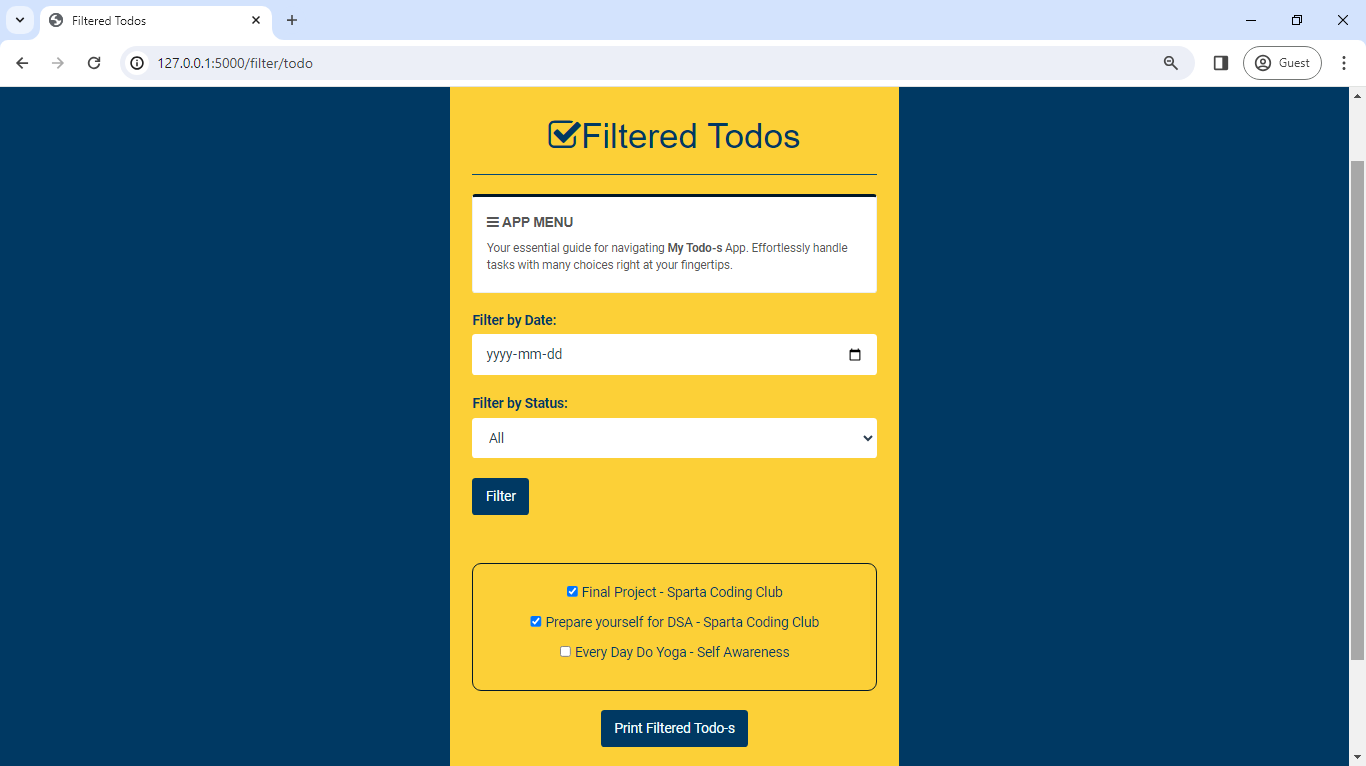 Filtered Todos
127.0.0.1:5000/filter/todo
Guest
Filtered Todos
APP MENU
Your essential guide for navigating My Todo-s App. Effortlessly handle
tasks with many choices right at your fingertips.
Filter by Date:
yyyy-mm-dd
Filter by Status:
All
Filter
Final Project - Sparta Coding Club
Prepare yourself for DSA - Sparta Coding Club
Every Day Do Yoga - Self Awareness
Print Filtered Todo-s